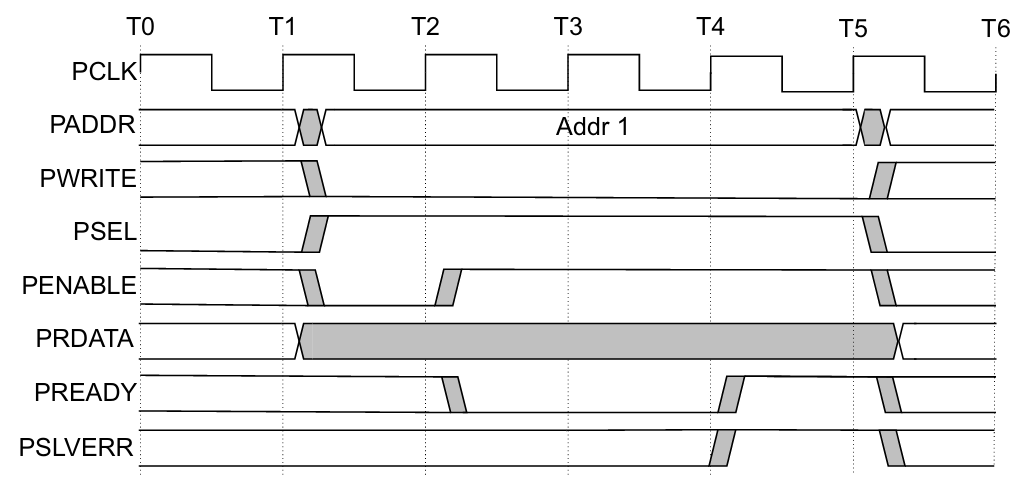 T0 T1 T2 T3 T4 T5 T6
PCLK
PADDR Addr 1
PWRITE
PSEL
PENABLE
PRDATA
PREADY
PSLVERR